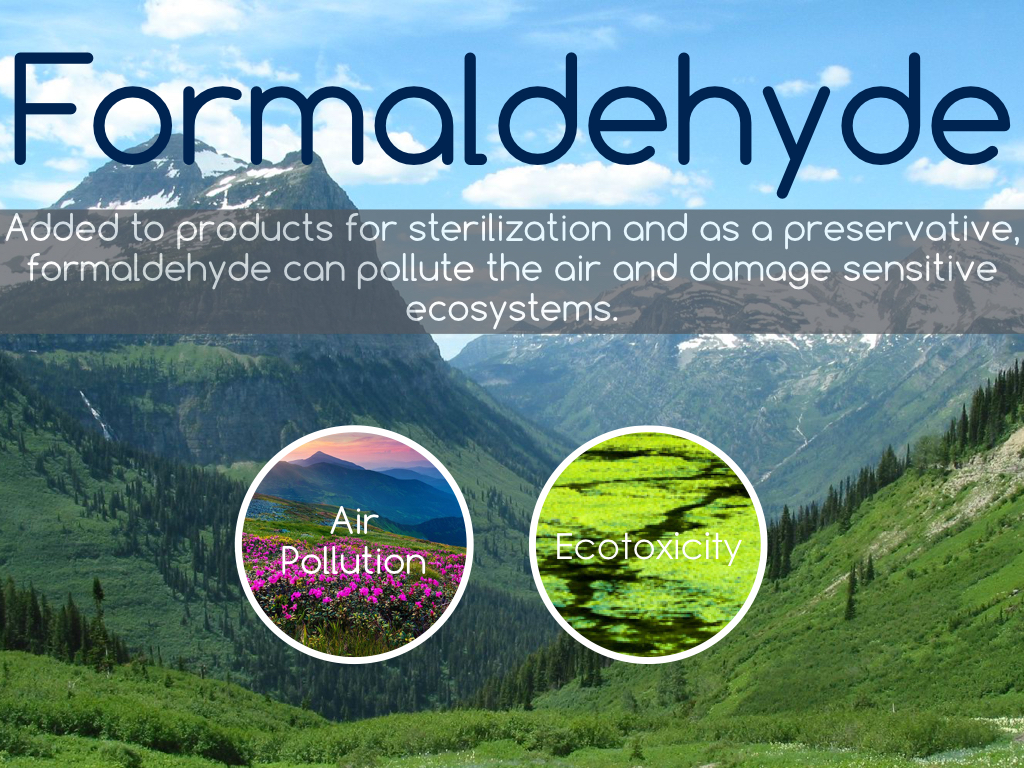 Formaldehyde
Added to products for sterilization and as a preservative,
formaldehyde can pollute the air and damage sensitive
ecosystems.
Air
Pollution
Ecotoxicity